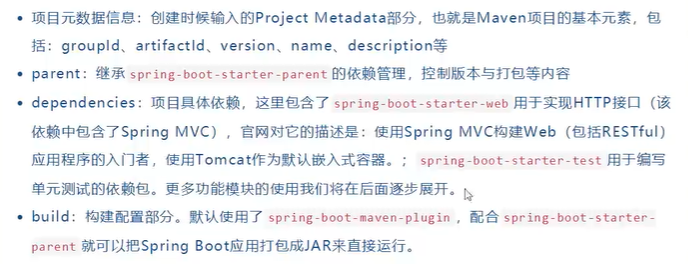 • 项目元数据信息：创建时候输入的Project Metadata部分，也就是Maven项目的基本元素，包
括：groupId、artifactId、version、name、description等
• parent：继承 spring-boot-starter-parent 的依赖管理，控制版本与打包等内容
• dependencies：项目具体依赖，这里包含了 spring-boot-starter-web 用于实现HTTP接口（该
依赖中包含了Spring MVC），官网对它的描述是：使用Spring MVC构建Web（包括RESTful）
应用程序的入门者，使用Tomcat作为默认嵌入式容器。；spring-boot-starter-test 用于编写
单元测试的依赖包。更多功能模块的使用我们将在后面逐步展开。
• build：构建配置部分。默认使用了 spring-boot-maven-plugin，配合 spring-boot-starter-
parent 就可以把Spring Boot应用打包成JAR来直接运行。